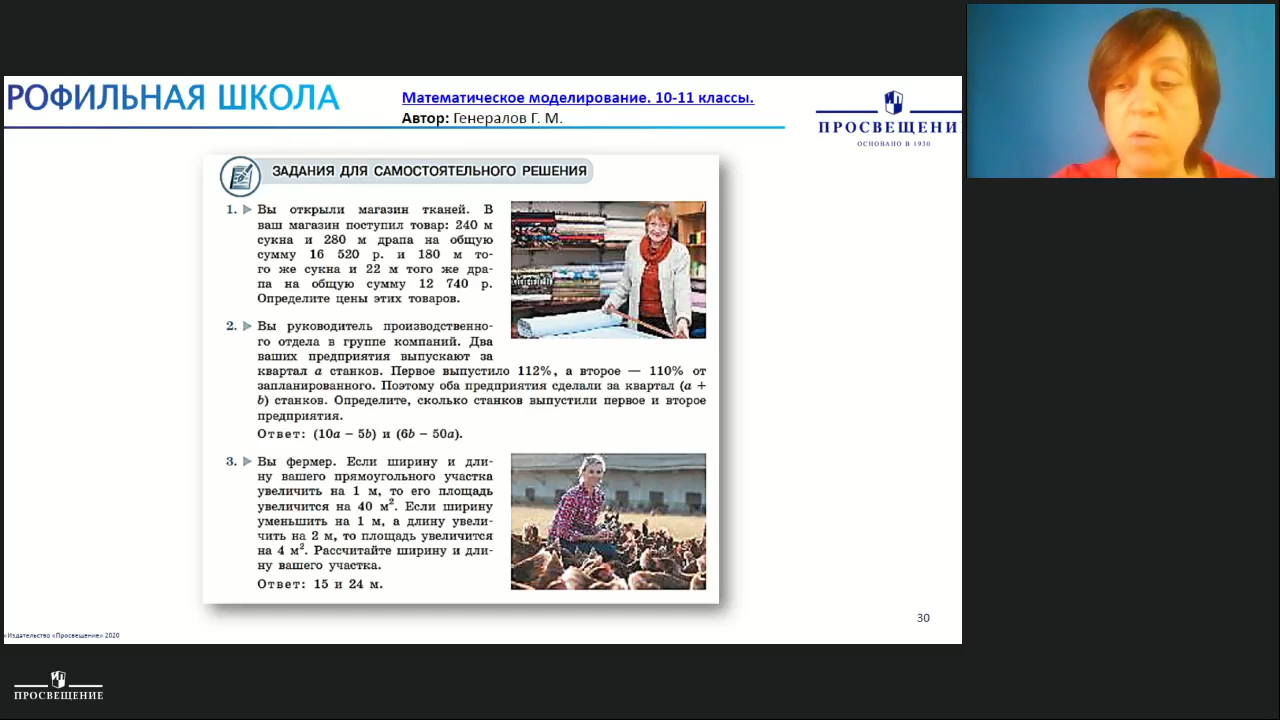 РОФИЛЬНАЯ ШКОЛА
Математическое моделирование. 10-11 классы.
Автор: Генералов Г. М.
ПРОСВЕЩЕНИ
ОСНОВАНО В 1930
ЗАДАНИЯ ДЛЯ САМОСТОЯТЕЛЬНОГО РЕШЕНИЯ
1. Вы открыли магазин тканей. В
ваш магазин поступил товар: 240 м
сукна и 280 м драпа на общую
сумму 16 520 р. и 180 м то-
го же сукна и 22 м того же дра-
па на общую сумму 12 740 р.
Определите цены этих товаров.
2. Вы руководитель производственно-
го отдела в группе компаний. Два
ваших предприятия выпускают за
квартал a станков. Первое выпустило 112%, а второе — 110% от
запланированного. Поэтому оба предприятия сделали за квартал (a +
b) станков. Определите, сколько станков выпустили первое и второе
предприятия.
Ответ: (10a − 5b) и (6b − 50a).
3. Вы фермер. Если ширину и дли-
ну вашего прямоугольного участка
увеличить на 1 м, то его площадь
увеличится на 40 м². Если ширину
уменьшить на 1 м, а длину увели-
чить на 2 м, то площадь увеличится
на 4 м². Рассчитайте ширину и дли-
ну вашего участка.
Ответ: 15 и 24 м.
30
«Издательство «Просвещение» 2020
ПРОСВЕЩЕНИЕ